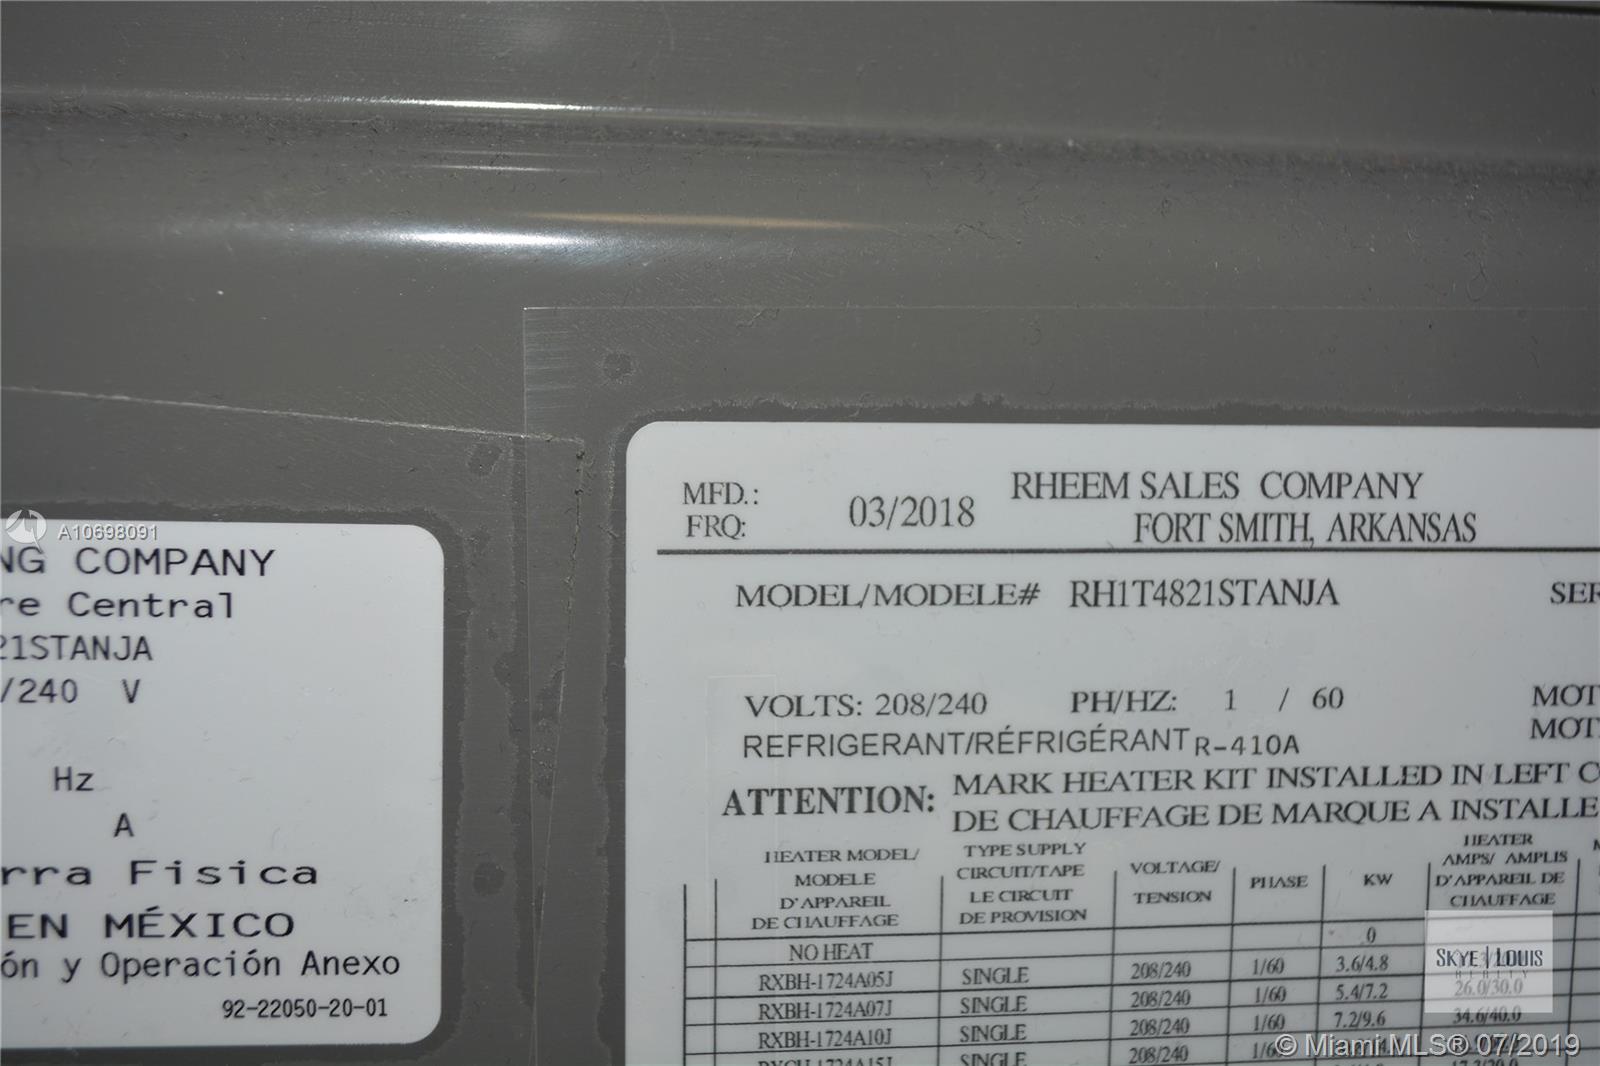 A10698091
NG COMPANY
re Central
21STANJA
/240 V
Hz
A
rra Fisica
EN MÉXICO
ón y Operación Anexo
92-22050-20-01
MFD.:
FRQ:
03/2018
RHEEM SALES COMPANY
FORT SMITH, ARKANSAS
MODEL/MODELE# RH1T4821STANJA SER
VOLTS: 208/240 PH/HZ: 1 / 60 MOT
REFRIGERANT/RÉFRIGÉRANT R-410A MOT
ATTENTION: MARK HEATER KIT INSTALLED IN LEFT
DE CHAUFFAGE DE MARQUE A INSTALLE
HEATER MODEL/ MODELE D'APPAREIL DE CHAUFFAGE
TYPE SUPPLY CIRCUIT/TAPE LE CIRCUIT DE PROVISION
VOLTAGE/ TENSION
PHASE
KW
HEATER AMPS/ AMPLIS D'APPAREIL DE CHAUFFAGE
NO HEAT 0
RXBH-1724A05J SINGLE 208/240 1/60 3.6/4.8
RXBH-1724A07J SINGLE 208/240 1/60 5.4/7.2 26.0/30.0
RXBH-1724A10J SINGLE 208/240 1/60 7.2/9.6 34.6/40.0
SINGLE 208/240
SKYE LOUIS
REALTY
© Miami MLS® 07/2019